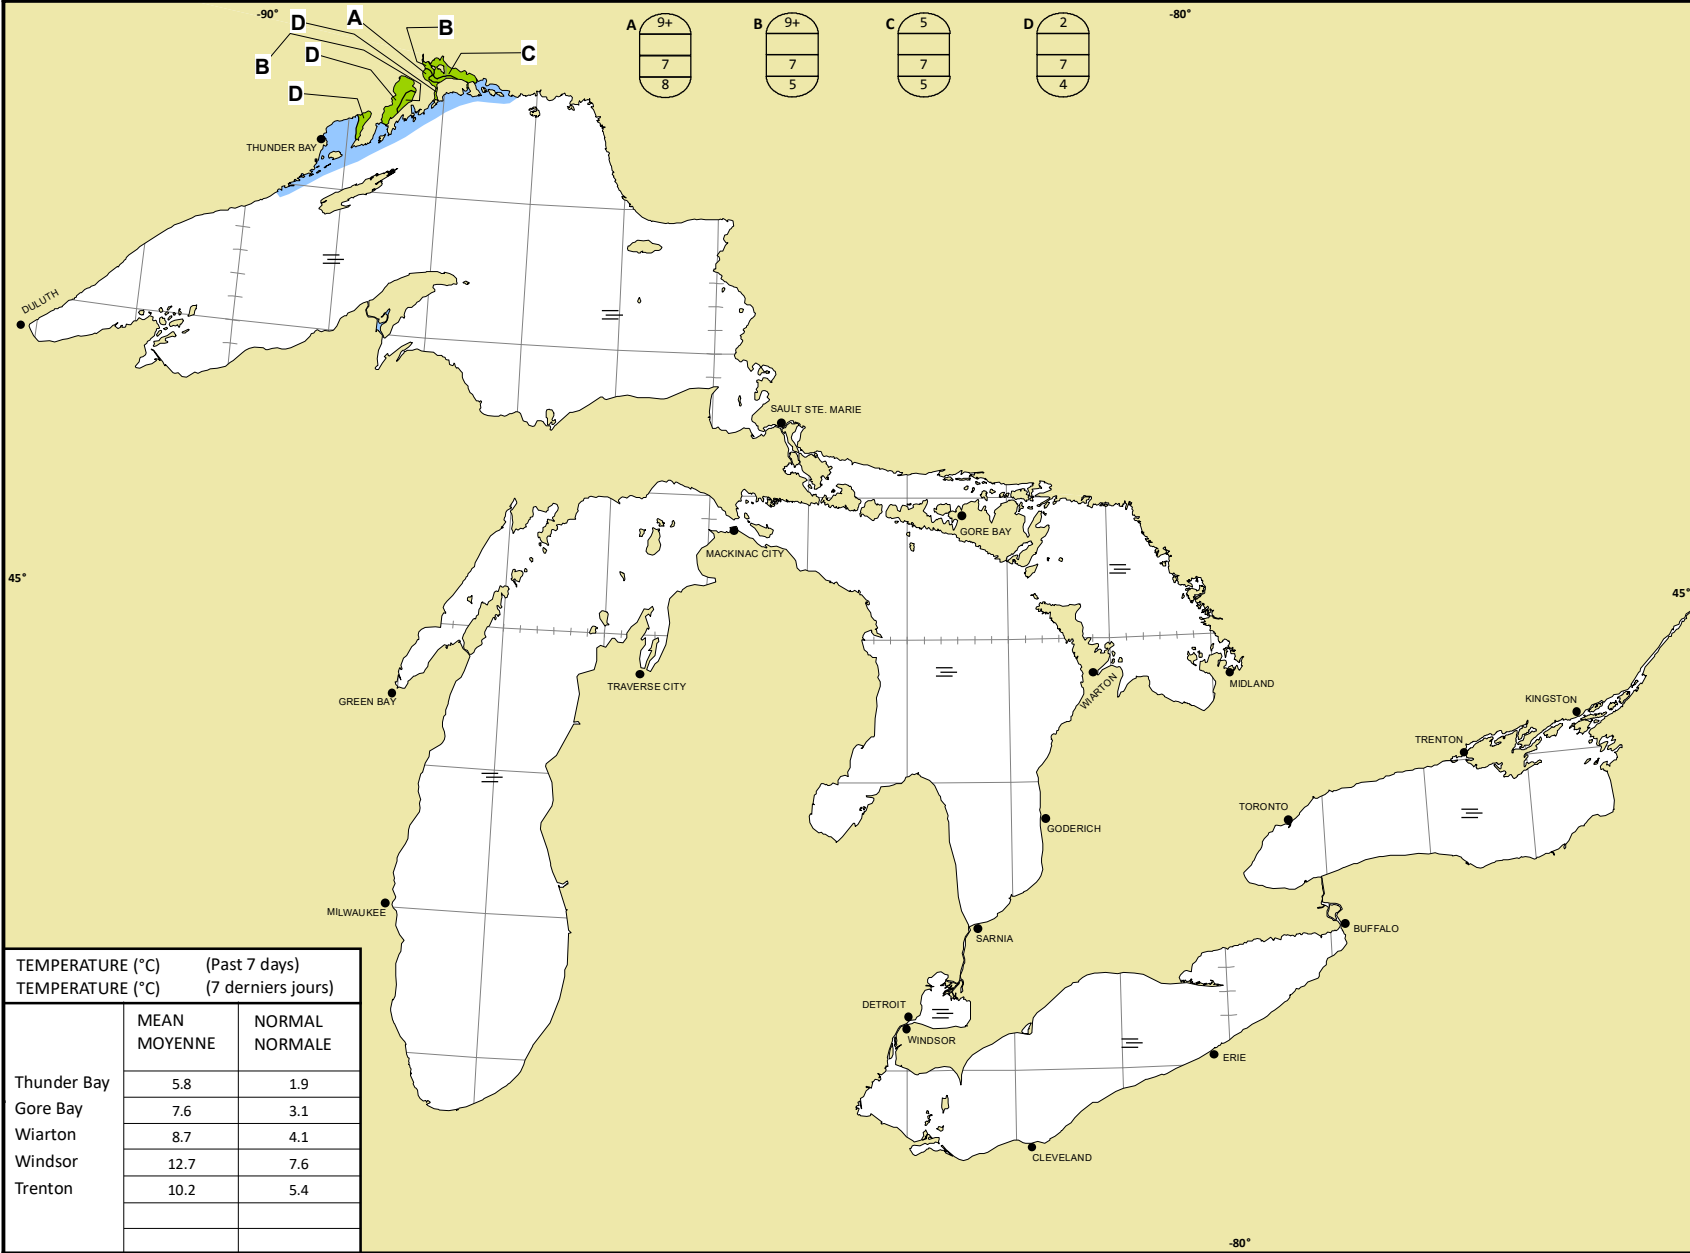 -90°
-80°
A
B
D
C
B
D
D
A
9+
7
8
B
9+
7
5
C
5
7
5
D
2
7
4
THUNDER BAY
DULUTH
SAULT STE. MARIE
GORE BAY
MACKINAC CITY
45°
45°
GREEN BAY
TRAVERSE CITY
WIARTON
MIDLAND
KINGSTON
TRENTON
TORONTO
GODERICH
MILWAUKEE
SARNIA
BUFFALO
DETROIT
WINDSOR
ERIE
CLEVELAND
-80°
TEMPERATURE (°C) (Past 7 days)
TEMPERATURE (°C) (7 derniers jours)
MEAN NORMAL
MOYENNE NORMALE
Thunder Bay 5.8 1.9
Gore Bay 7.6 3.1
Wiarton 8.7 4.1
Windsor 12.7 7.6
Trenton 10.2 5.4